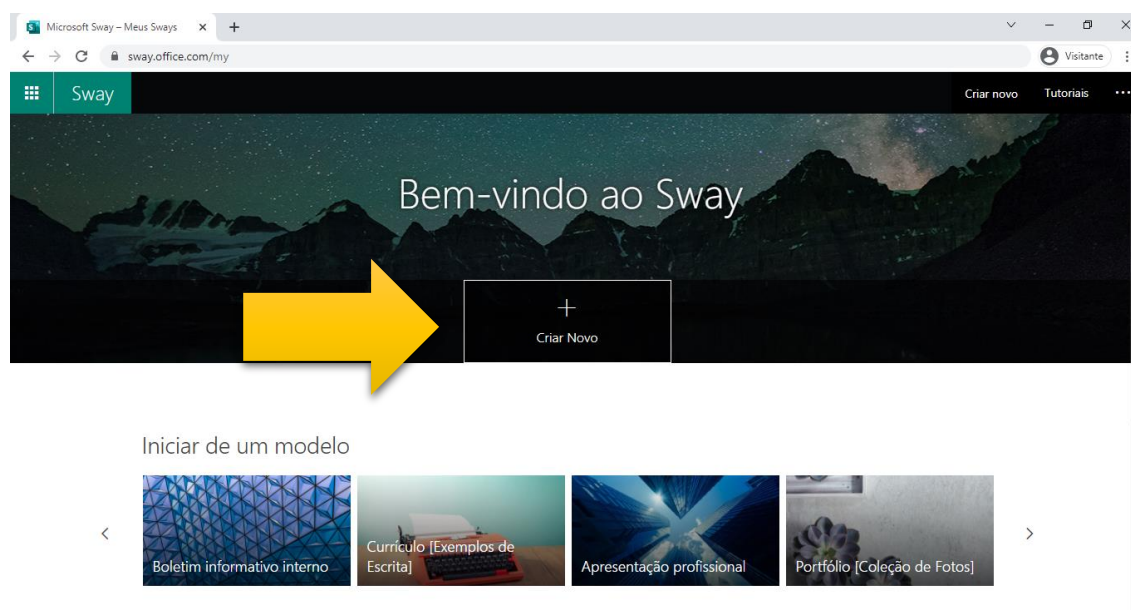 Microsoft Sway – Meus Sways
sway.office.com/my
Visitante
Sway
Criar novo
Tutoriais
Bem-vindo ao Sway
Criar Novo
Iniciar de um modelo
Boletim informativo interno
Currículo [Exemplos de
Escrita]
Apresentação profissional
Portfólio [Coleção de Fotos]